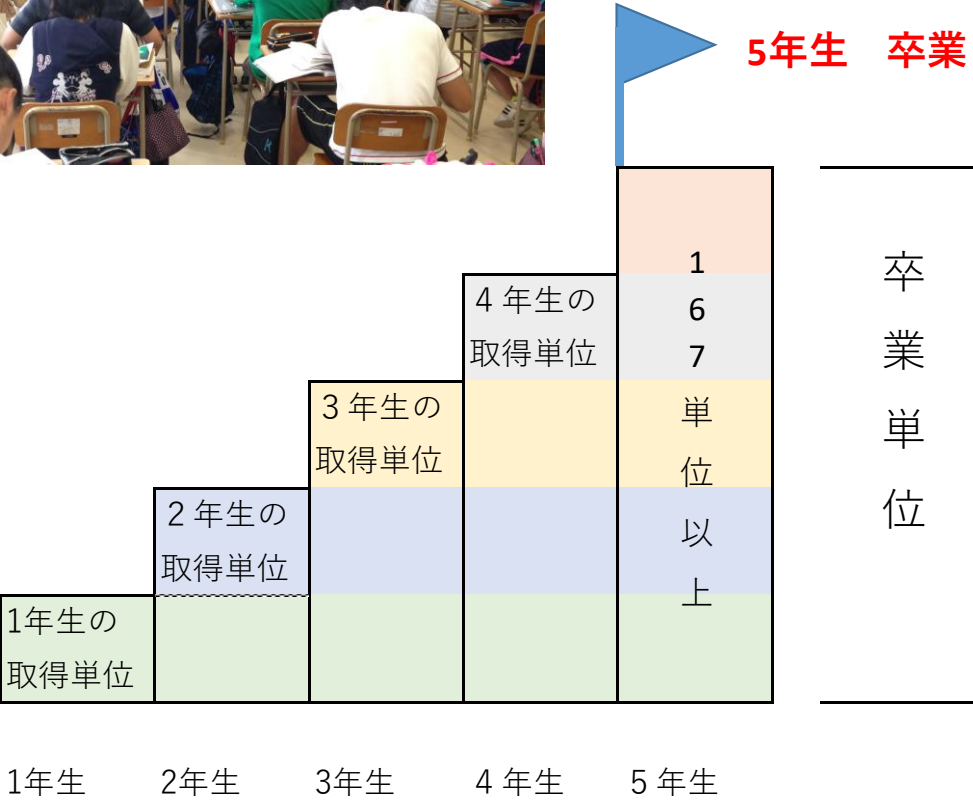 5年生　卒業
4 年生の
取得単位
3 年生の
取得単位
2 年生の
取得単位
1年生の
取得単位
167単位以上
卒業単位
1年生　2年生　3年生　4 年生　5 年生